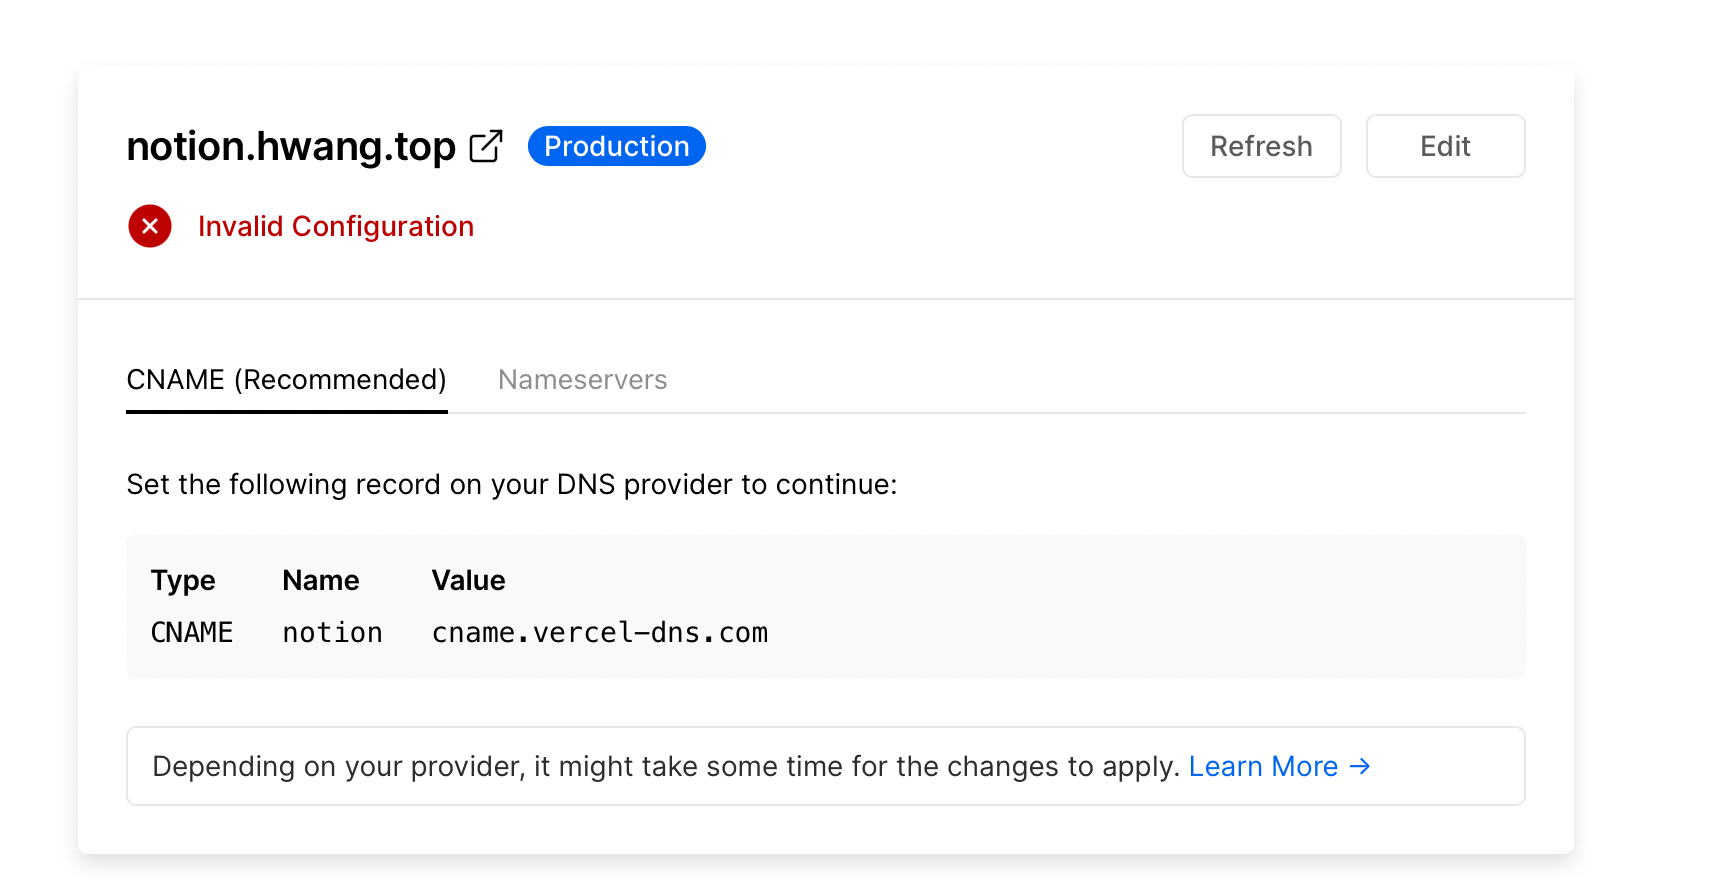 notion.hwang.top Production Refresh Edit
Invalid Configuration
CNAME (Recommended) Nameservers
Set the following record on your DNS provider to continue:
Type Name Value
CNAME notion cname.vercel-dns.com
Depending on your provider, it might take some time for the changes to apply. Learn More →